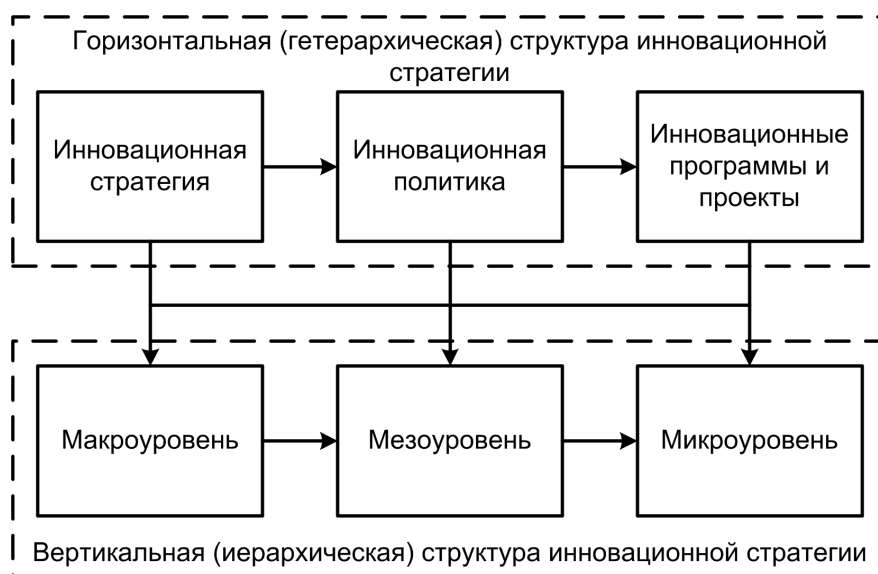 Горизонтальная (гетерархическая) структура инновационной
стратегии
Инновационная
стратегия
Инновационная
политика
Инновационные
программы и
проекты
Макроуровень
Мезоуровень
Микроуровень
Вертикальная (иерархическая) структура инновационной стратегии